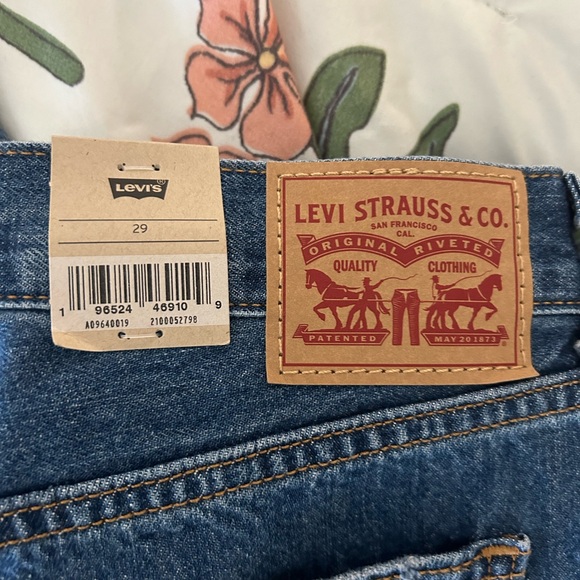 LEVI'S
29
1 96524 46910 9
A09640019 2100052798
LEVI STRAUSS & CO.
SAN FRANCISCO
CAL.
ORIGINAL RIVETED
QUALITY CLOTHING
PATENTED MAY 20 1873